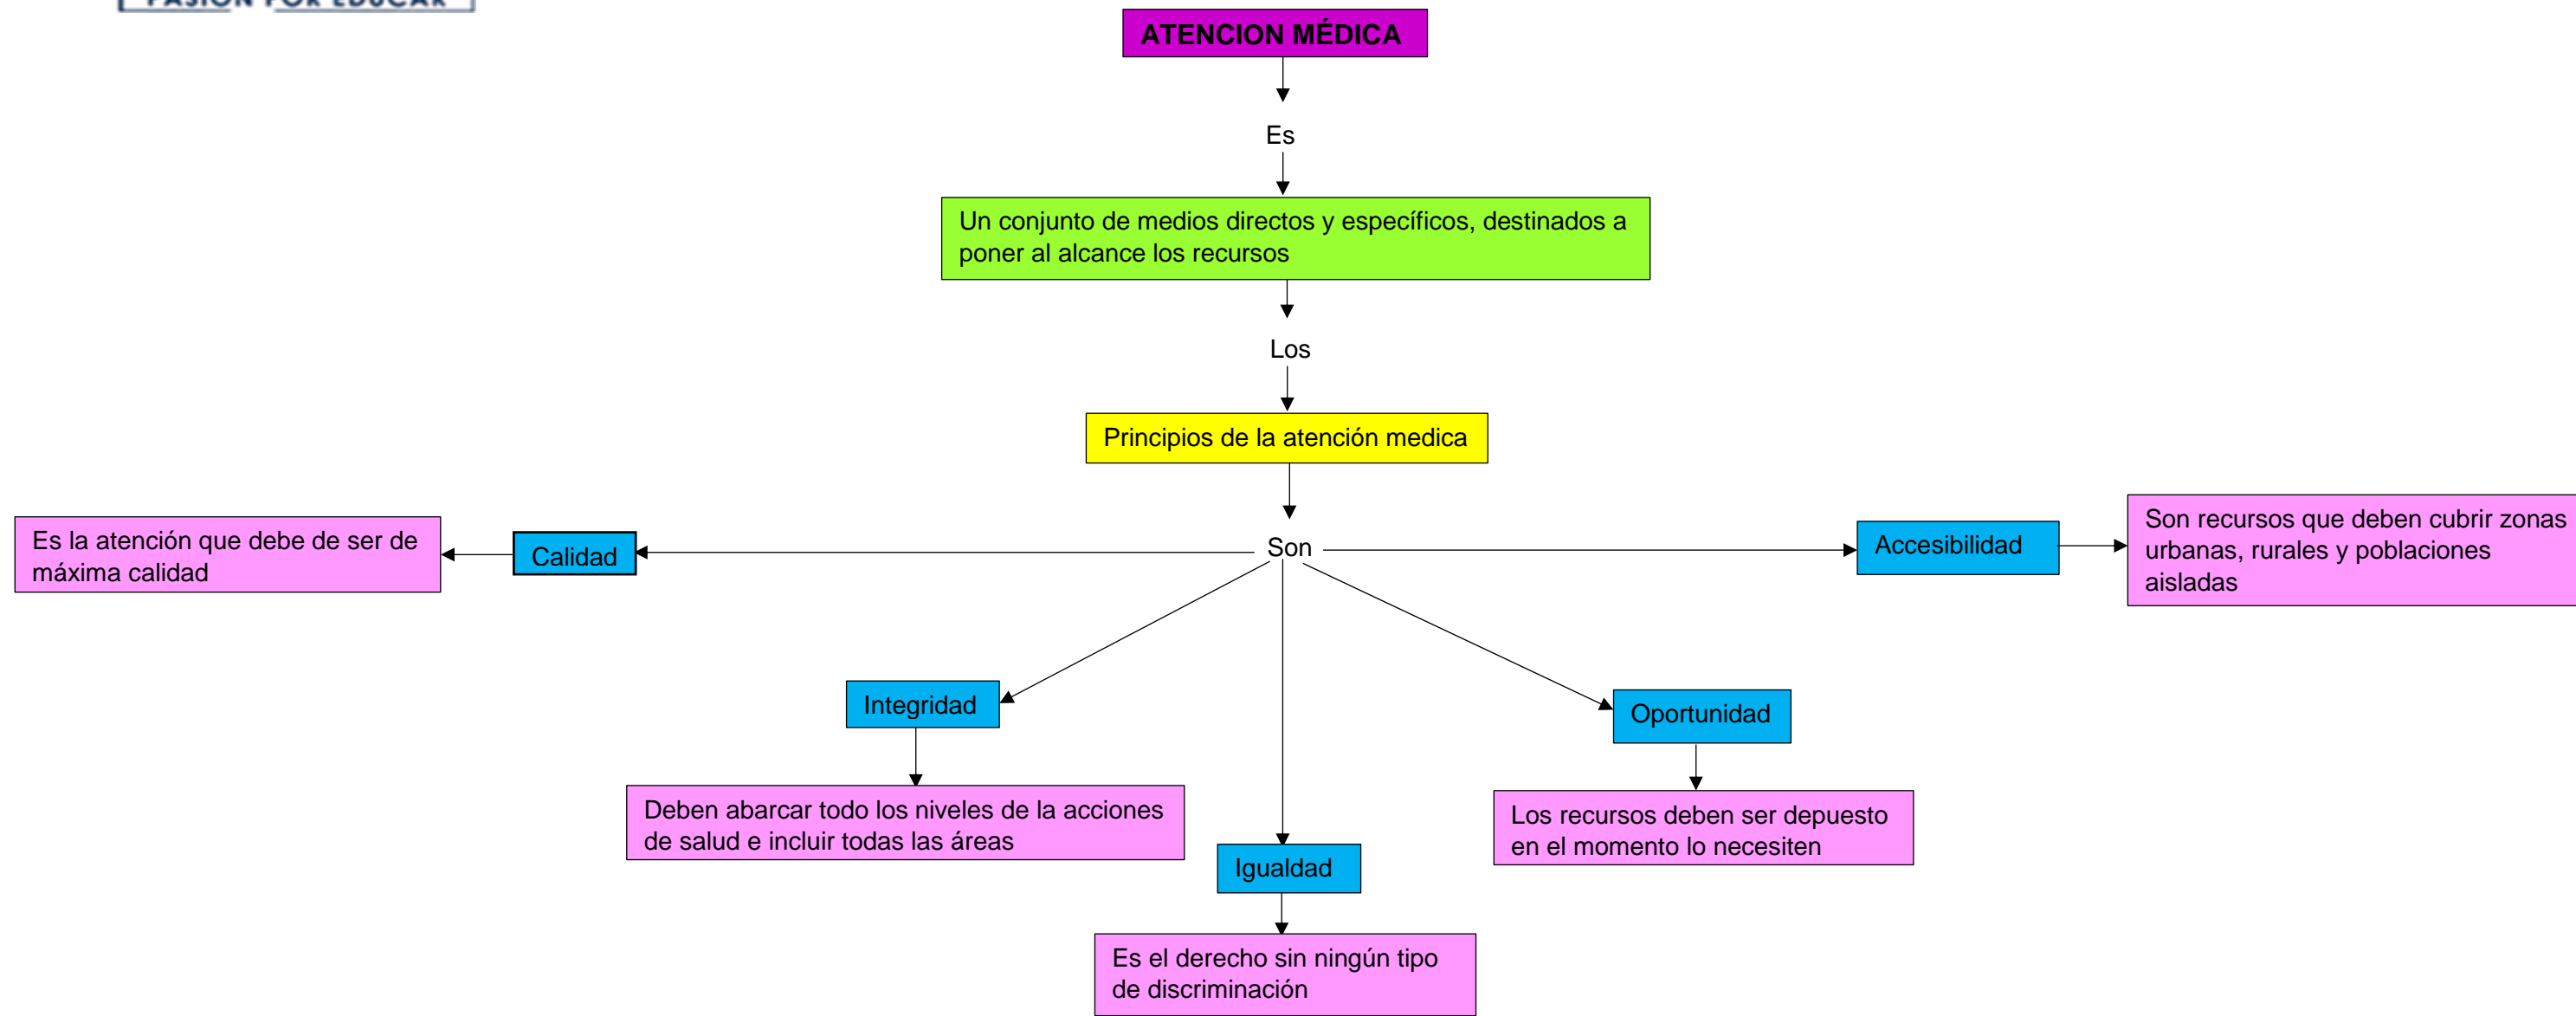 PASIÓN POR EDUCAR
ATENCION MÉDICA
Es
Un conjunto de medios directos y específicos, destinados a
poner al alcance los recursos
Los
Principios de la atención medica
Son
Calidad
Es la atención que debe de ser de
máxima calidad
Integridad
Deben abarcar todo los niveles de la acciones
de salud e incluir todas las áreas
Igualdad
Es el derecho sin ningún tipo
de discriminación
Oportunidad
Los recursos deben ser depuesto
en el momento lo necesiten
Accesibilidad
Son recursos que deben cubrir zonas
urbanas, rurales y poblaciones
aisladas